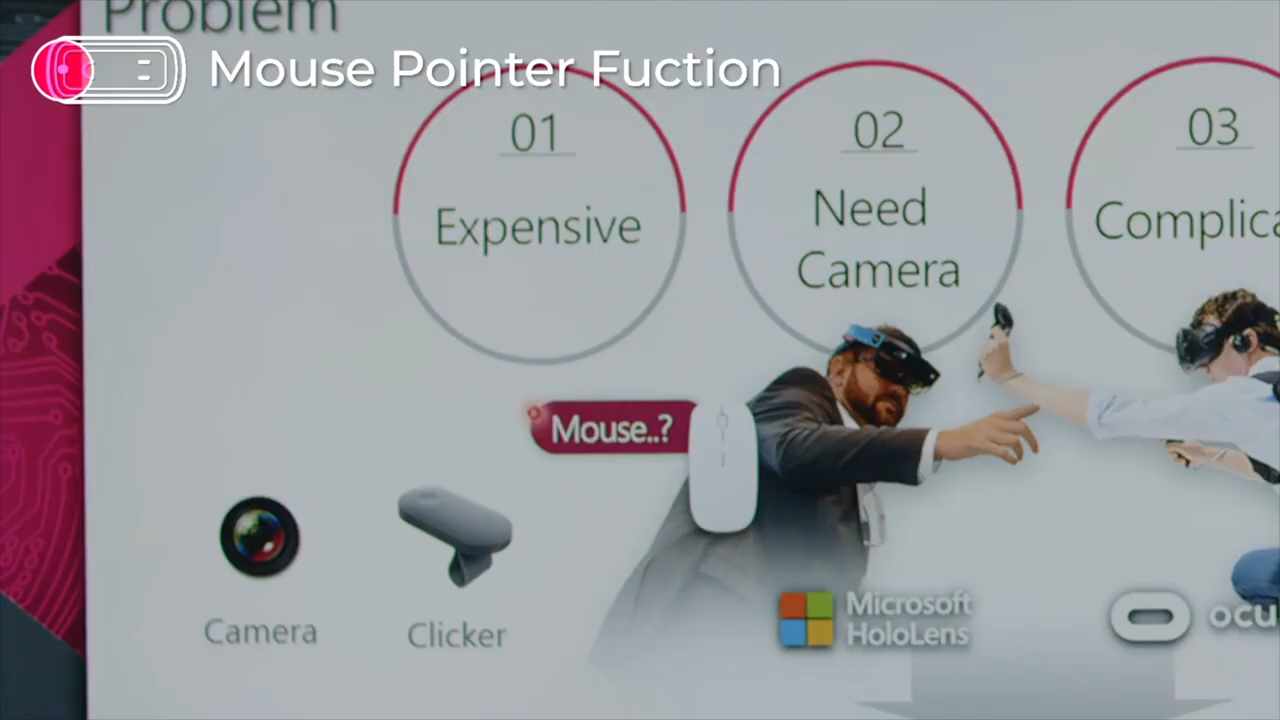 Problem
Mouse Pointer Fuction
01
Expensive
02
Need
Camera
03
Complica
Mouse..?
Camera
Clicker
Microsoft
HoloLens
ocu